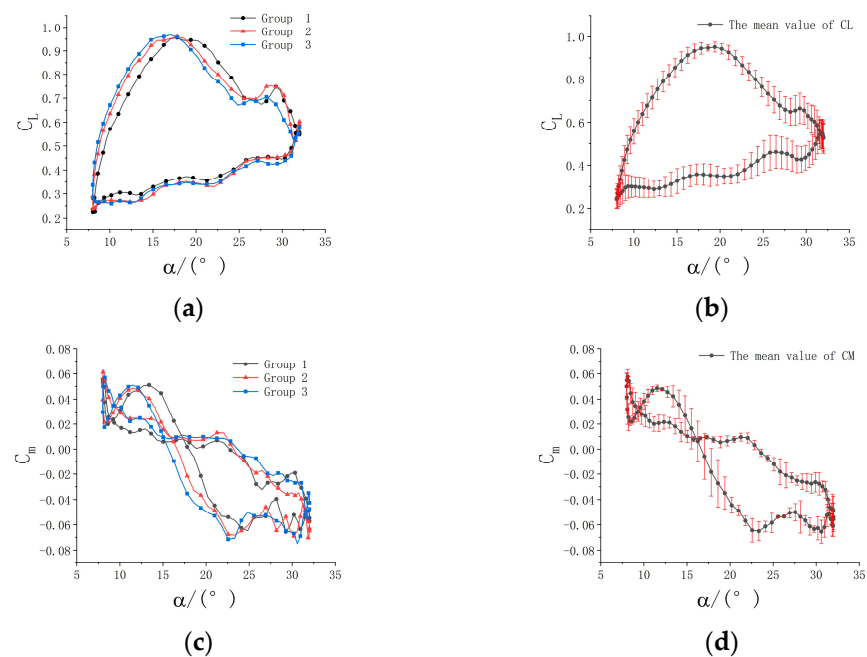 Group 1
Group 2
Group 3
1.0
0.9
0.8
0.7
0.6
0.5
0.4
0.3
0.2
C_L
5 10 15 20 25 30 35
α/(°)
(a)
The mean value of CL
1.0
0.8
0.6
0.4
0.2
C_L
5 10 15 20 25 30 35
α/(°)
(b)
Group 1
Group 2
Group 3
0.08
0.06
0.04
0.02
0.00
-0.02
-0.04
-0.06
-0.08
C_m
5 10 15 20 25 30 35
α/(°)
(c)
The mean value of CM
0.08
0.06
0.04
0.02
0.00
-0.02
-0.04
-0.06
-0.08
C_m
5 10 15 20 25 30 35
α/(°)
(d)